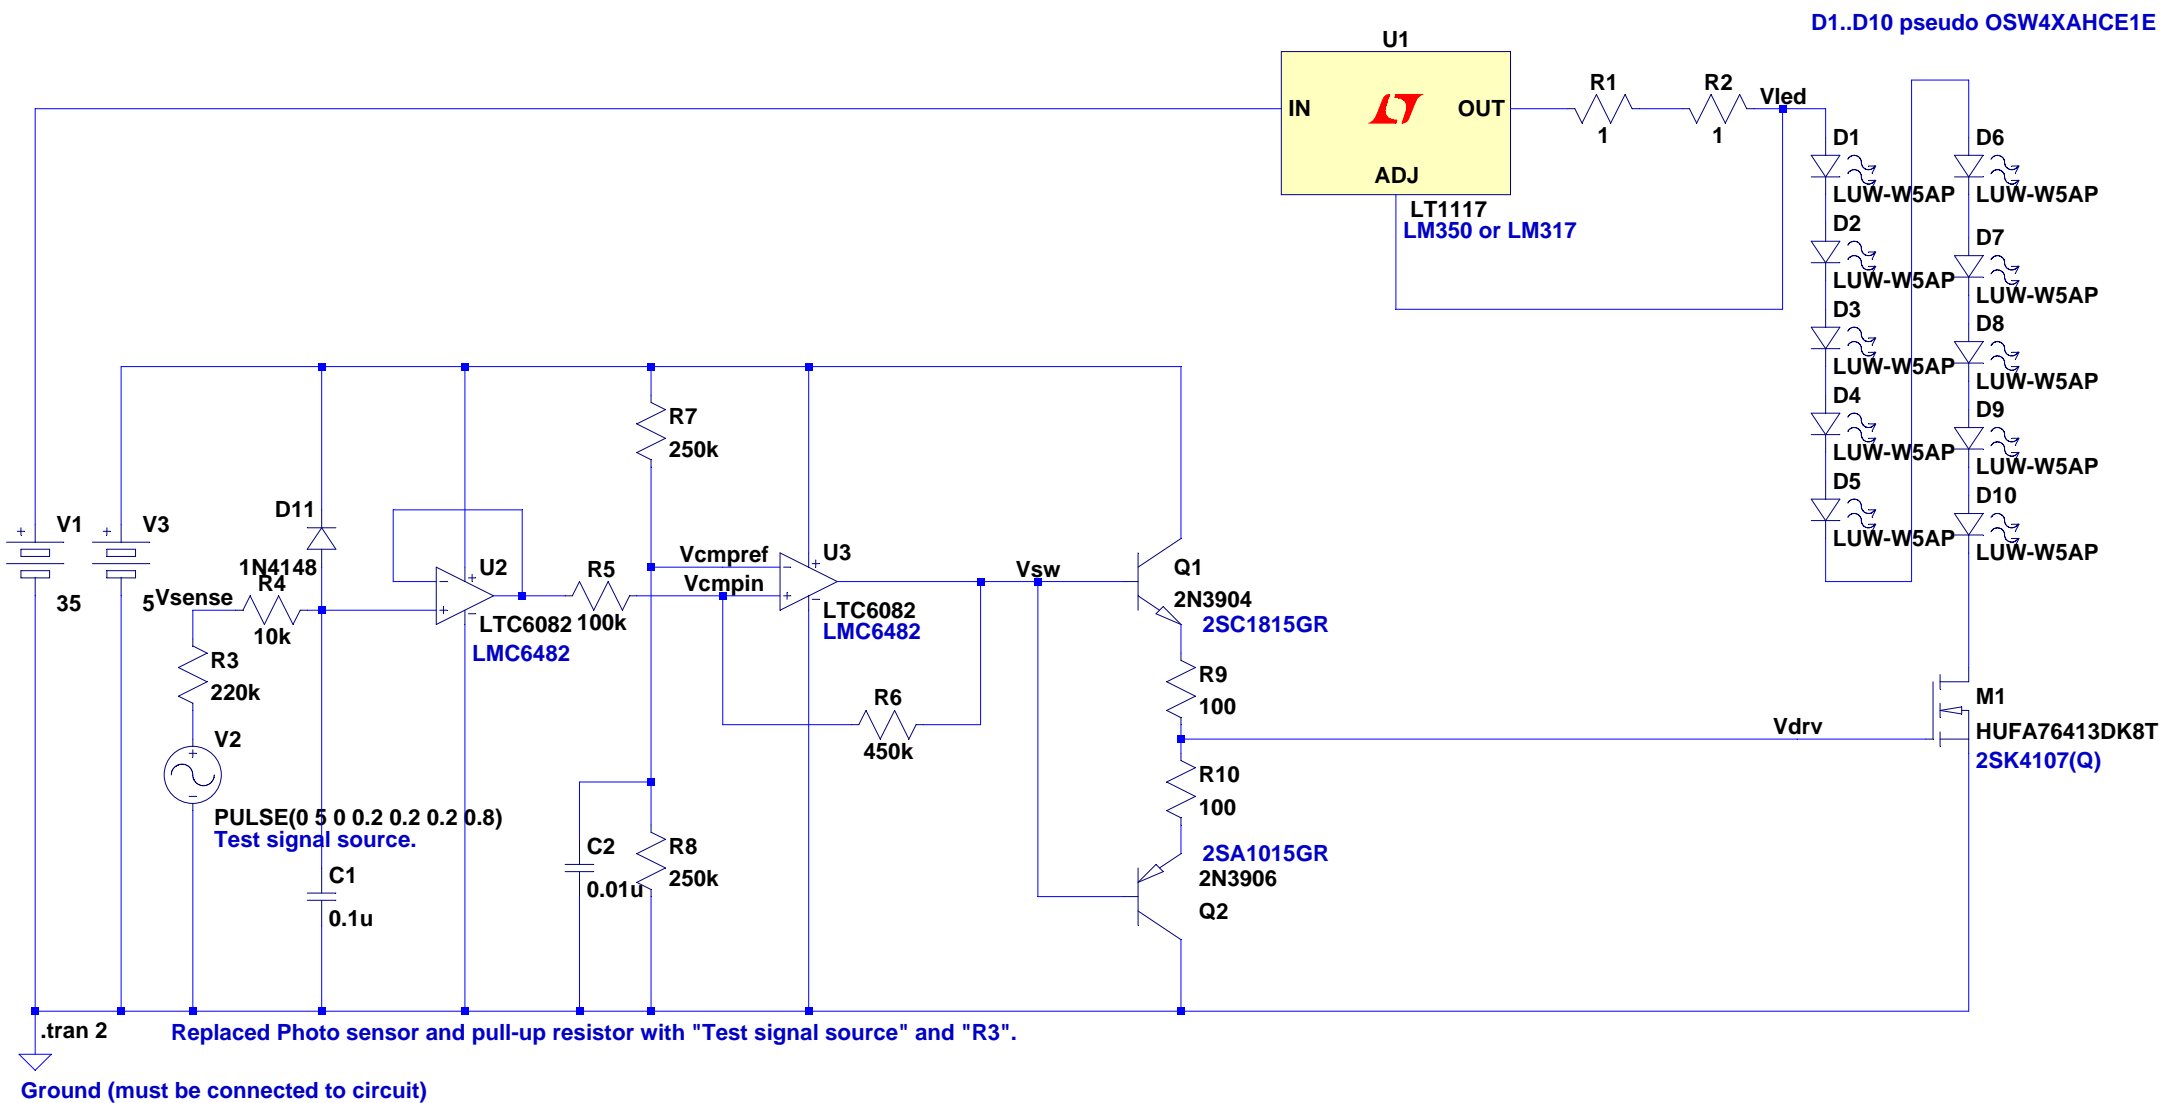 D1..D10 pseudo OSW4XAHCE1E
U1
IN
OUT
ADJ
LT1117
LM350 or LM317
R1
1
R2
1
Vled
D1
LUW-W5AP
D2
LUW-W5AP
D3
LUW-W5AP
D4
LUW-W5AP
D5
LUW-W5AP
D6
LUW-W5AP
D7
LUW-W5AP
D8
LUW-W5AP
D9
LUW-W5AP
D10
LUW-W5AP
V1
35
V3
5
Vsense
D11
1N4148
R4
10k
R3
220k
V2
PULSE(0 5 0 0.2 0.2 0.2 0.8)
Test signal source.
C1
0.1u
U2
LTC6082
LMC6482
R5
100k
R7
250k
Vcmpref
Vcmpin
U3
LTC6082
LMC6482
R6
450k
C2
0.01u
R8
250k
Vsw
Q1
2N3904
2SC1815GR
R9
100
R10
100
2SA1015GR
2N3906
Q2
Vdrv
M1
HUFA76413DK8T
2SK4107(Q)
.tran 2
Replaced Photo sensor and pull-up resistor with "Test signal source" and "R3".
Ground (must be connected to circuit)